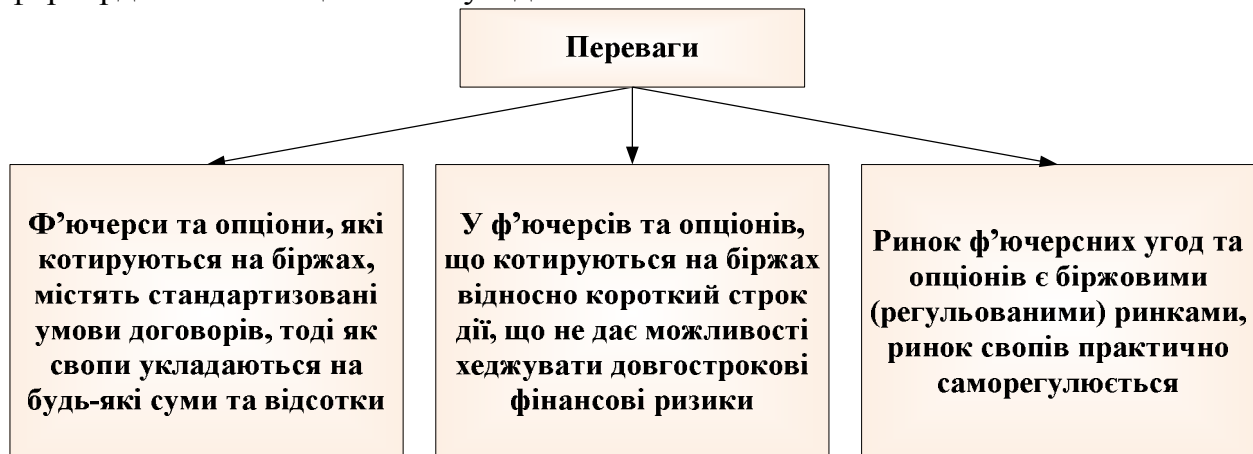 Переваги
Ф’ючерси та опціони, які
котируються на біржах,
містять стандартизовані
умови договорів, тоді як
свопи укладаються на
будь-які суми та відсотки
У ф’ючерсів та опціонів,
що котируються на біржах
відносно короткий строк
дії, що не дає можливості
хеджувати довгострокові
фінансові ризики
Ринок ф’ючерсних угод та
опціонів є біржовими
(регульованими) ринками,
ринок свопів практично
саморегулюється